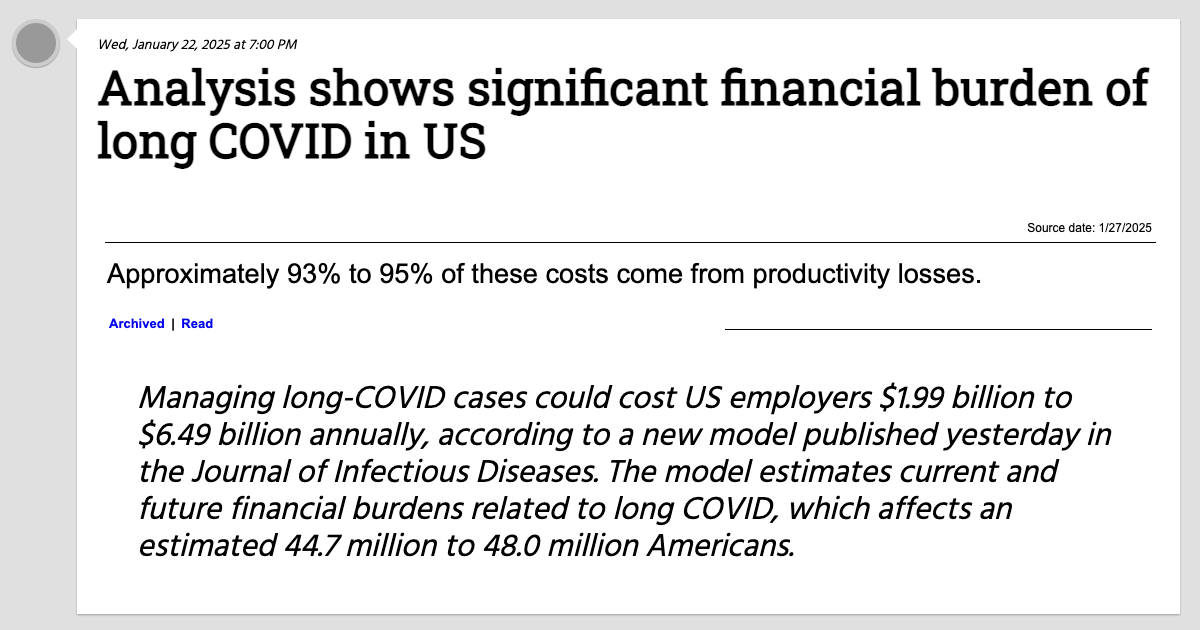 Wed, January 22, 2025 at 7:00 PM
Analysis shows significant financial burden of
long COVID in US
Source date: 1/27/2025
Approximately 93% to 95% of these costs come from productivity losses.
Archived | Read
Managing long-COVID cases could cost US employers $1.99 billion to
$6.49 billion annually, according to a new model published yesterday in
the Journal of Infectious Diseases. The model estimates current and
future financial burdens related to long COVID, which affects an
estimated 44.7 million to 48.0 million Americans.